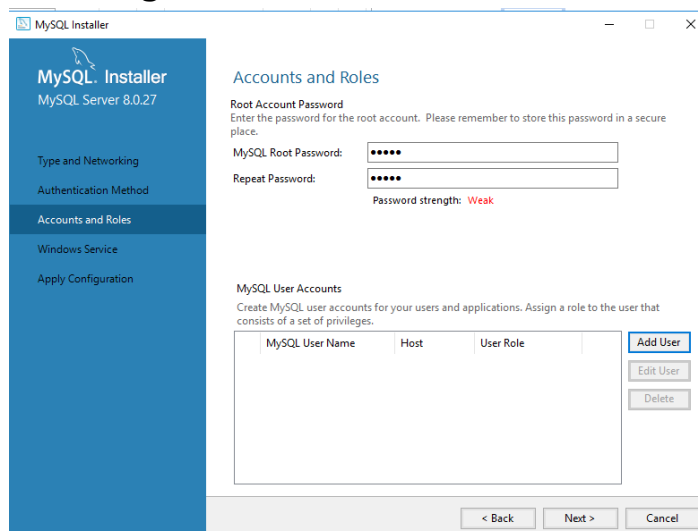 MySQL Installer
MySQL. Installer
MySQL Server 8.0.27
Type and Networking
Authentication Method
Accounts and Roles
Windows Service
Apply Configuration
Accounts and Roles
Root Account Password
Enter the password for the root account. Please remember to store this password in a secure
place.
MySQL Root Password: •••••
Repeat Password: •••••
Password strength: Weak
MySQL User Accounts
Create MySQL user accounts for your users and applications. Assign a role to the user that
consists of a set of privileges.
MySQL User Name Host User Role
Add User
Edit User
Delete
< Back Next > Cancel